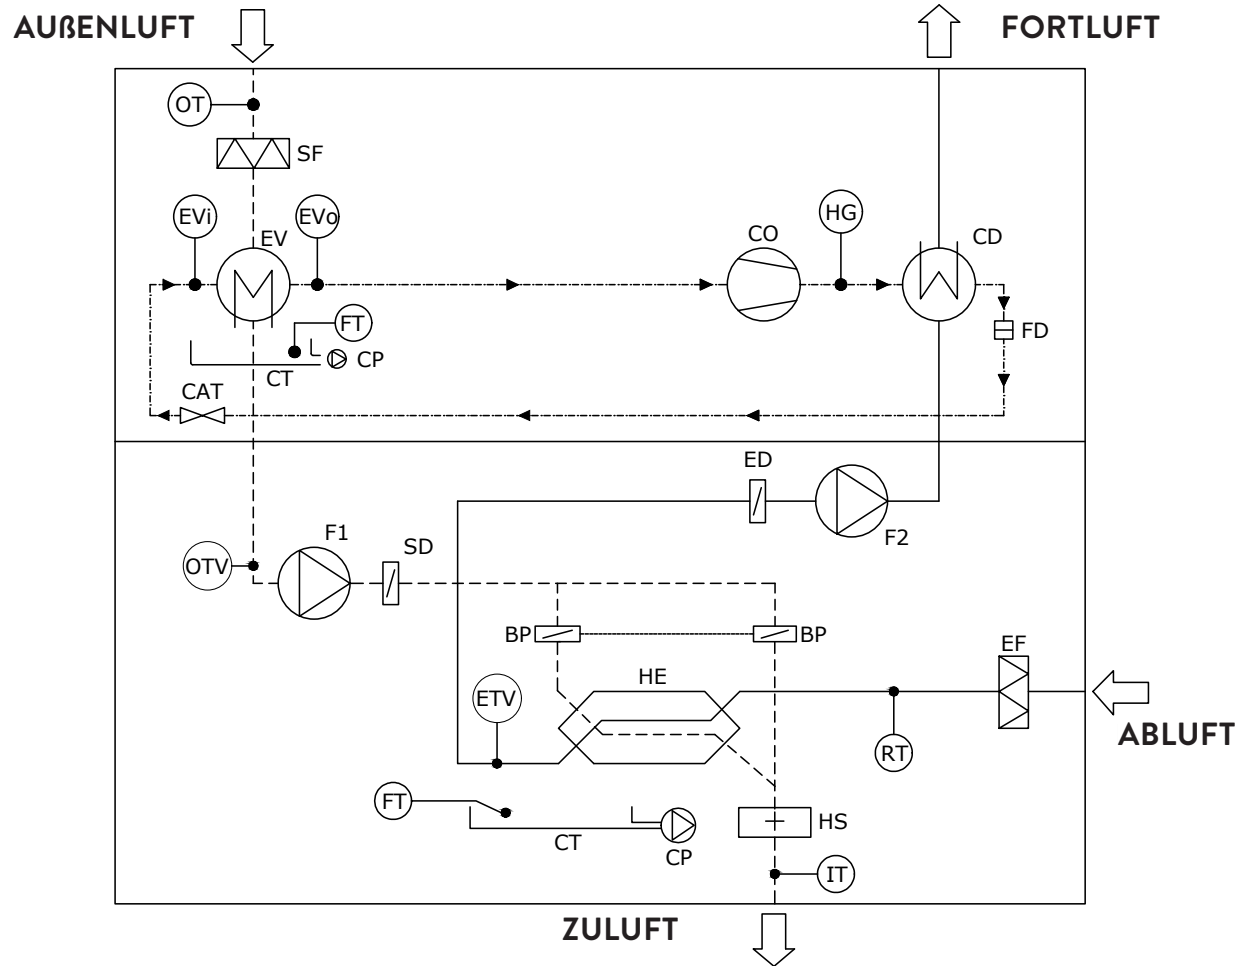 AUßENLUFT
FORTLUFT
OT
SF
EVi
EVo
HG
EV
CO
CD
FT
FD
CP
CT
CAT
ED
F1
F2
SD
OTV
BP
BP
EF
HE
ETV
ABLUFT
RT
FT
HS
CT
CP
IT
ZULUFT